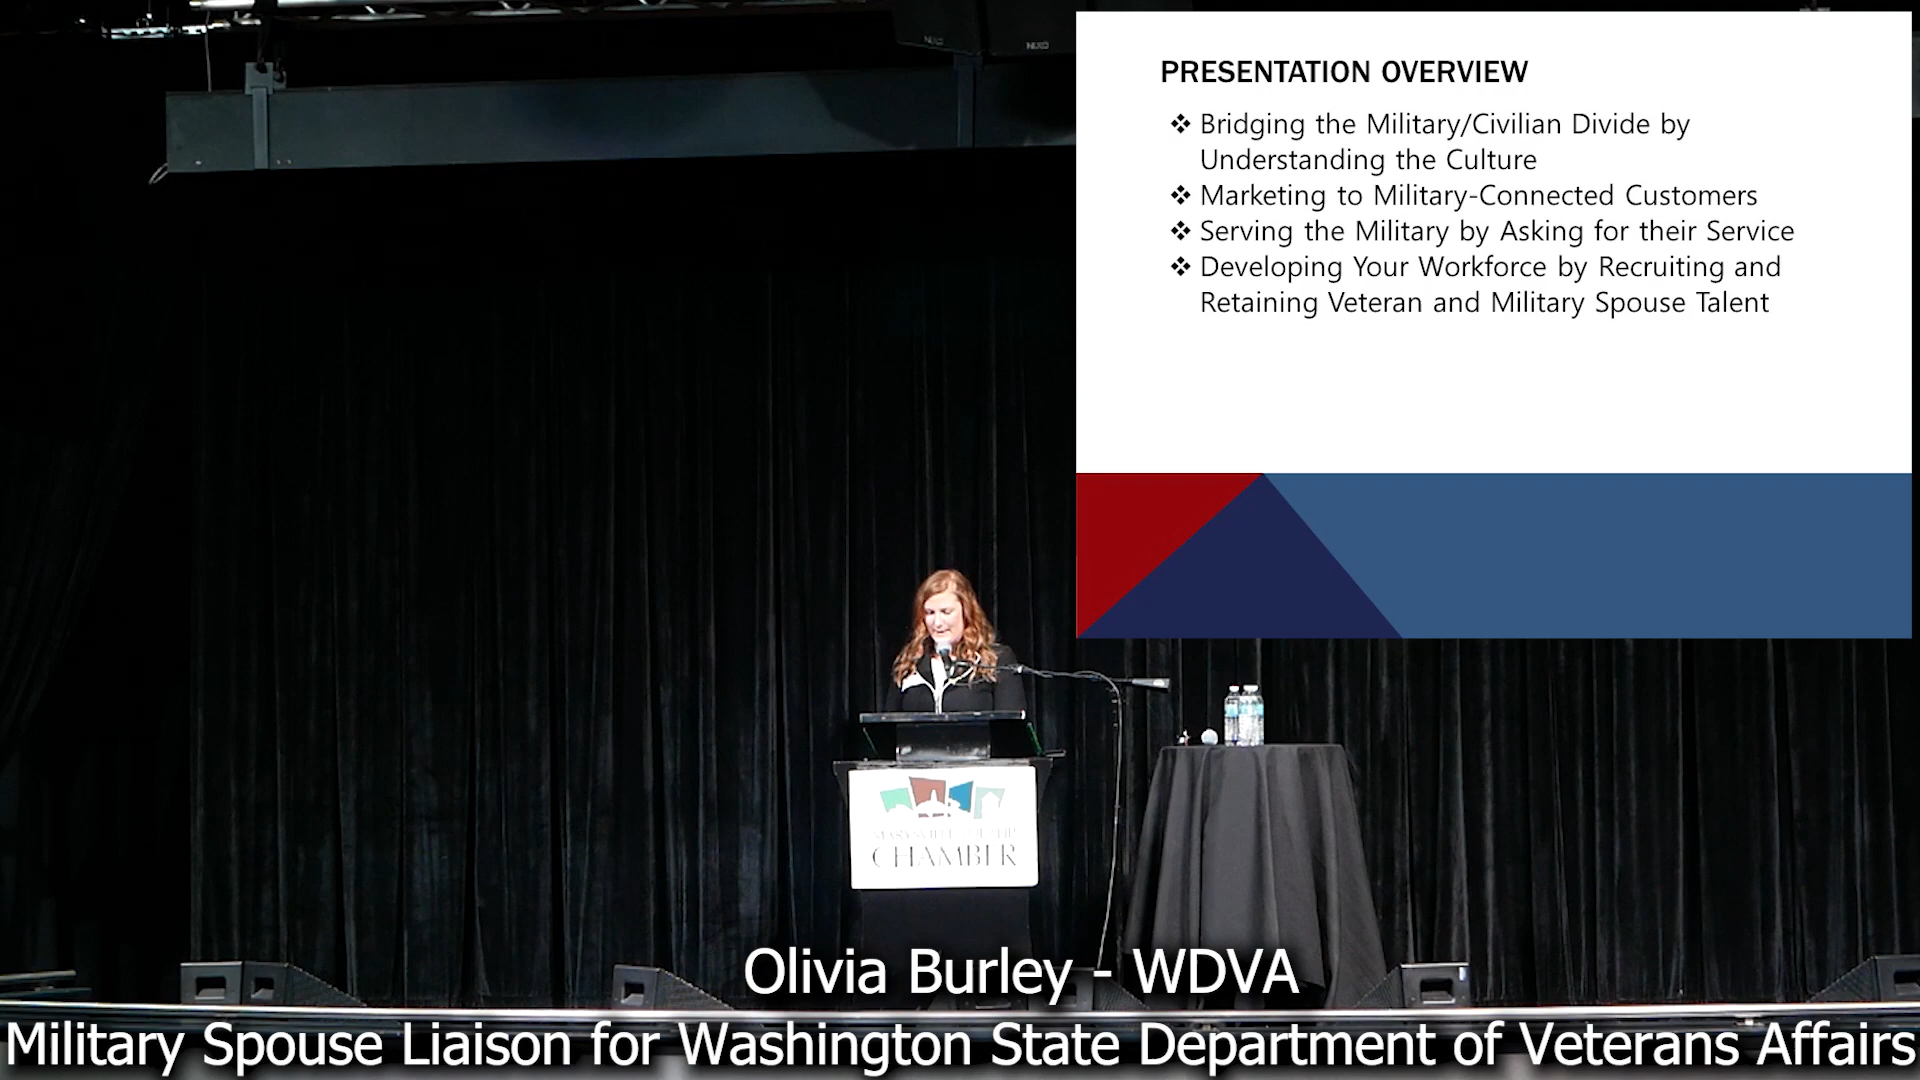 PRESENTATION OVERVIEW
❖ Bridging the Military/Civilian Divide by
Understanding the Culture
❖ Marketing to Military-Connected Customers
❖ Serving the Military by Asking for their Service
❖ Developing Your Workforce by Recruiting and
Retaining Veteran and Military Spouse Talent
CHAMBER
Olivia Burley - WDVA
Military Spouse Liaison for Washington State Department of Veterans Affairs